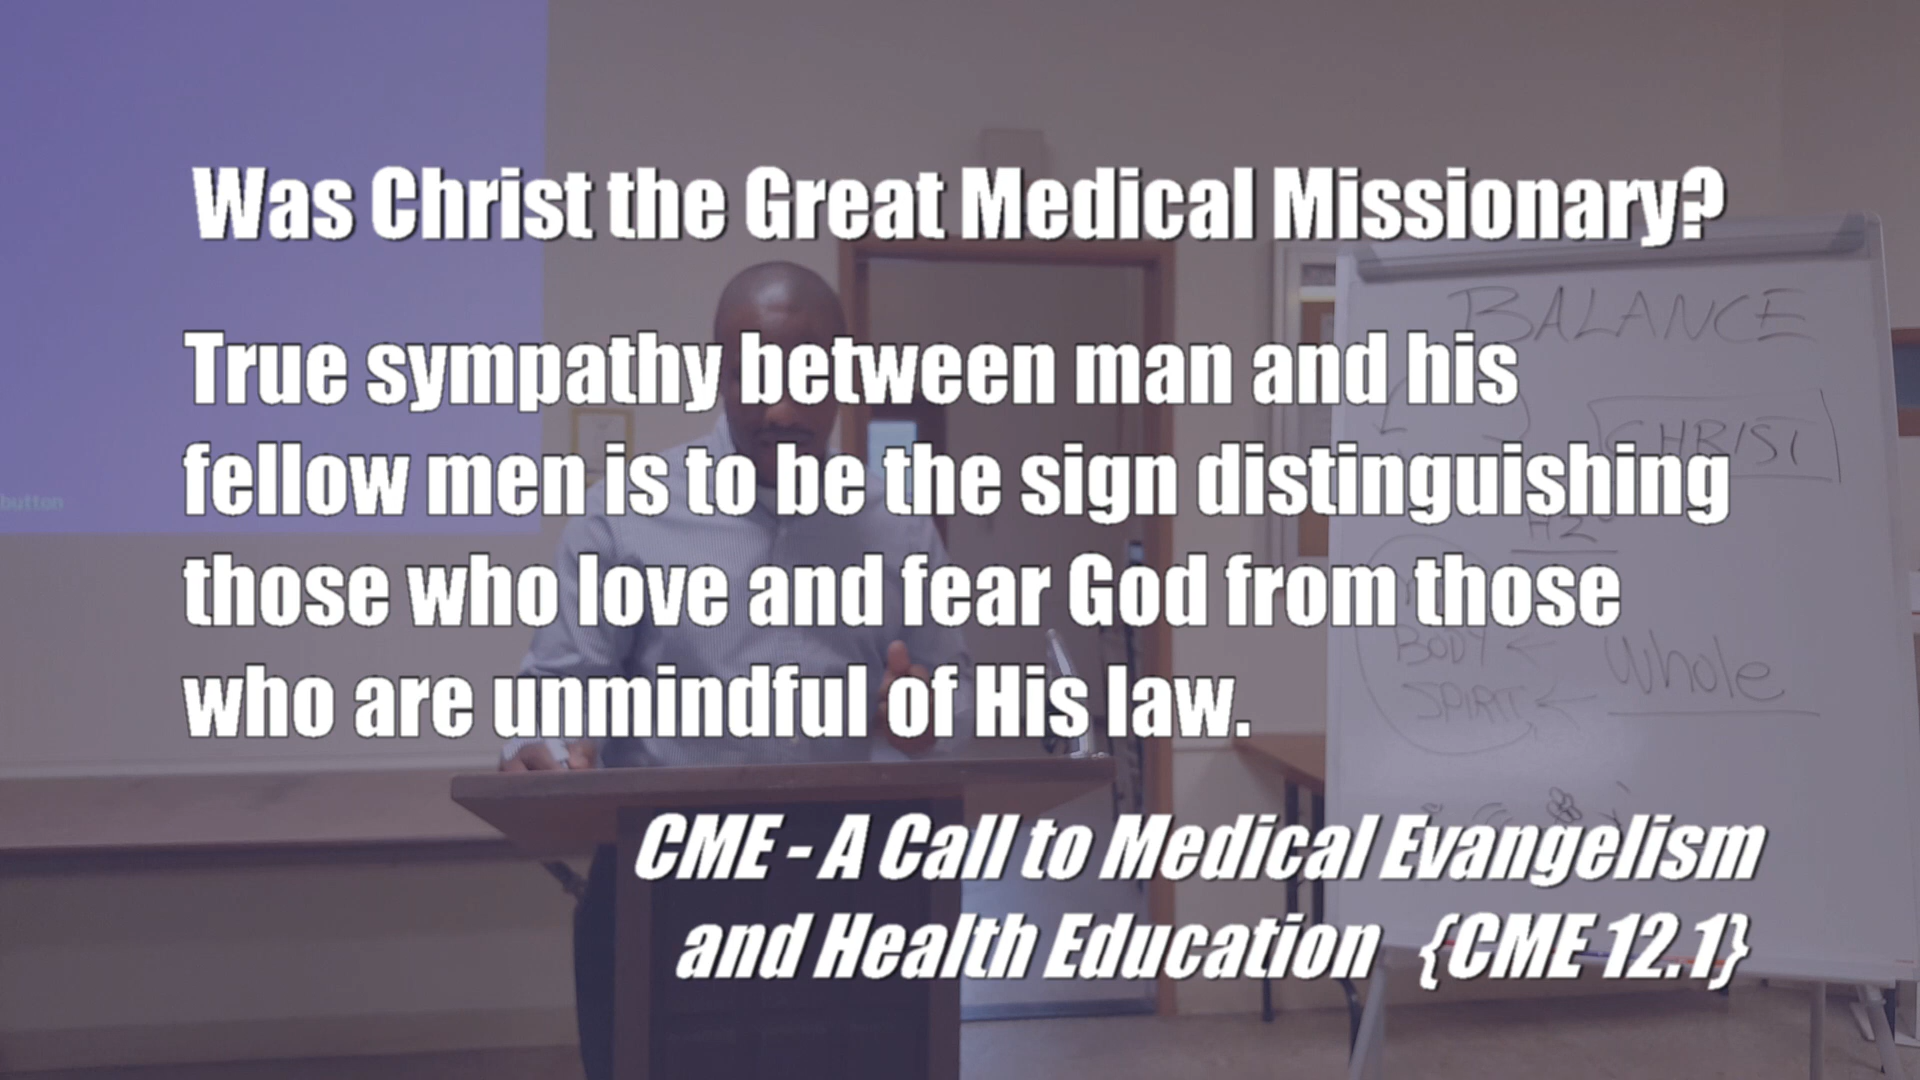 Was Christ the Great Medical Missionary?
True sympathy between man and his
fellow men is to be the sign distinguishing
those who love and fear God from those
who are unmindful of His law.
CME - A Call to Medical Evangelism
and Health Education {CME 12.1}
button
BALANCE
CHRIST
H2O
BODY
Whole
SPIRIT